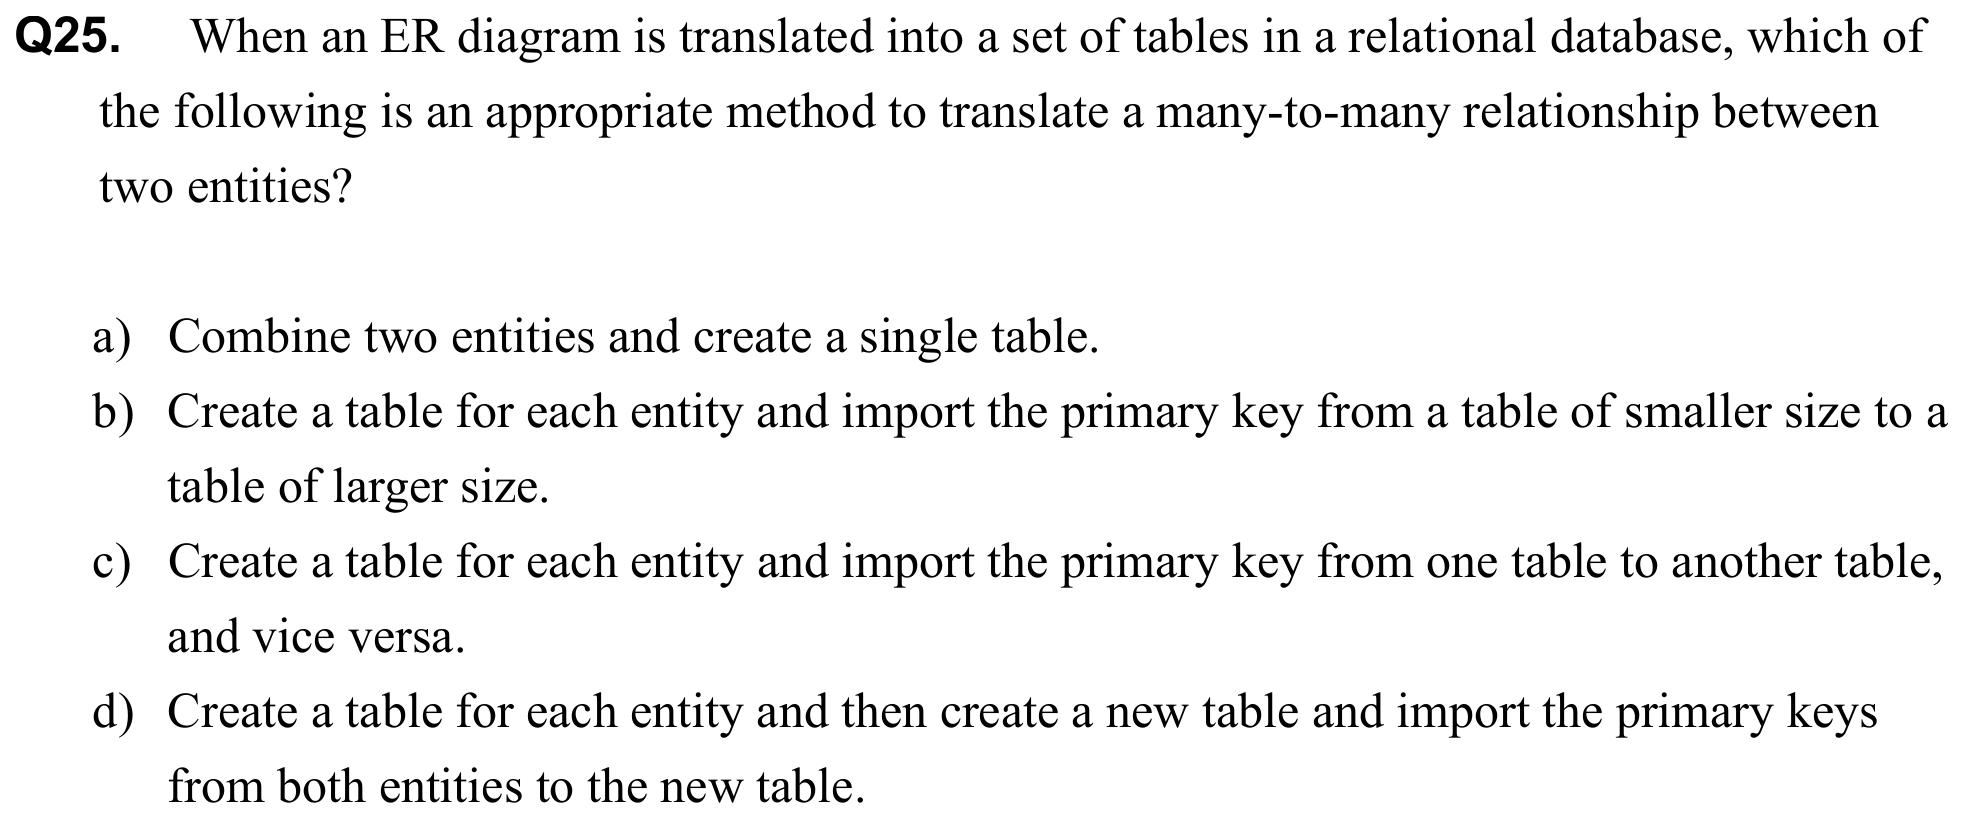 Q25. When an ER diagram is translated into a set of tables in a relational database, which of
the following is an appropriate method to translate a many-to-many relationship between
two entities?
a) Combine two entities and create a single table.
b) Create a table for each entity and import the primary key from a table of smaller size to a
table of larger size.
c) Create a table for each entity and import the primary key from one table to another table,
and vice versa.
d) Create a table for each entity and then create a new table and import the primary keys
from both entities to the new table.